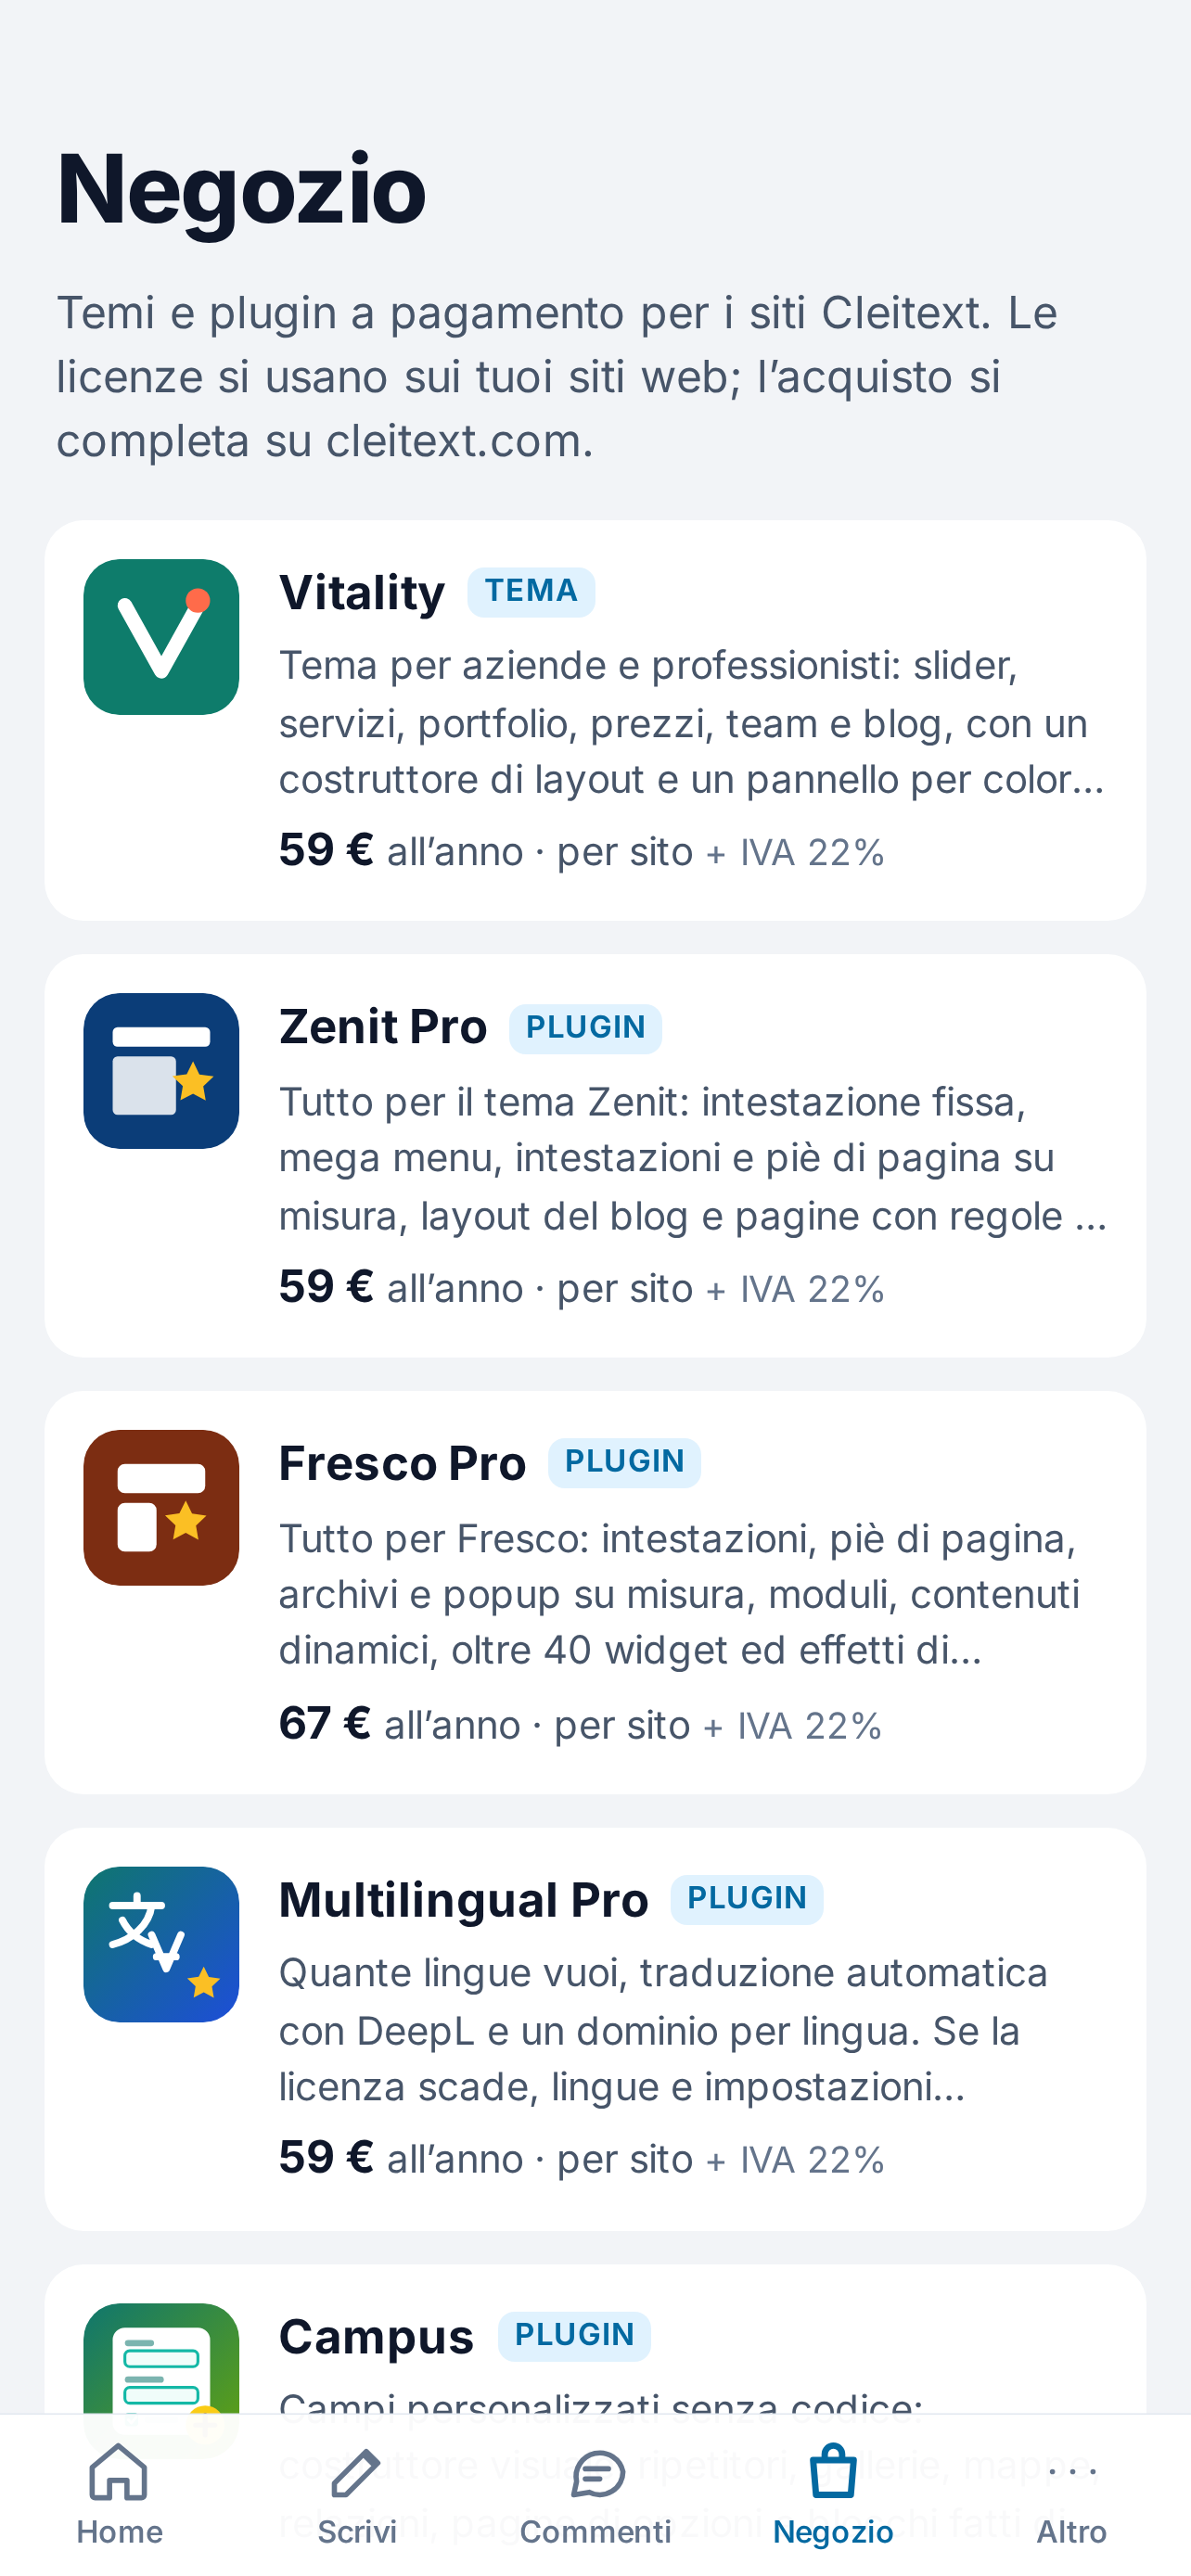 Negozio
Temi e plugin a pagamento per i siti Cleitext. Le
licenze si usano sui tuoi siti web; l’acquisto si
completa su cleitext.com.
Vitality TEMA
Tema per aziende e professionisti: slider,
servizi, portfolio, prezzi, team e blog, con un
costruttore di layout e un pannello per color…
59 € all’anno · per sito + IVA 22%
Zenit Pro PLUGIN
Tutto per il tema Zenit: intestazione fissa,
mega menu, intestazioni e piè di pagina su
misura, layout del blog e pagine con regole …
59 € all’anno · per sito + IVA 22%
Fresco Pro PLUGIN
Tutto per Fresco: intestazioni, piè di pagina,
archivi e popup su misura, moduli, contenuti
dinamici, oltre 40 widget ed effetti di…
67 € all’anno · per sito + IVA 22%
文
Multilingual Pro PLUGIN
Quante lingue vuoi, traduzione automatica
con DeepL e un dominio per lingua. Se la
licenza scade, lingue e impostazioni…
59 € all’anno · per sito + IVA 22%
Campus PLUGIN
Campi personalizzati senza codice:
Home Scrivi Commenti Negozio Altro